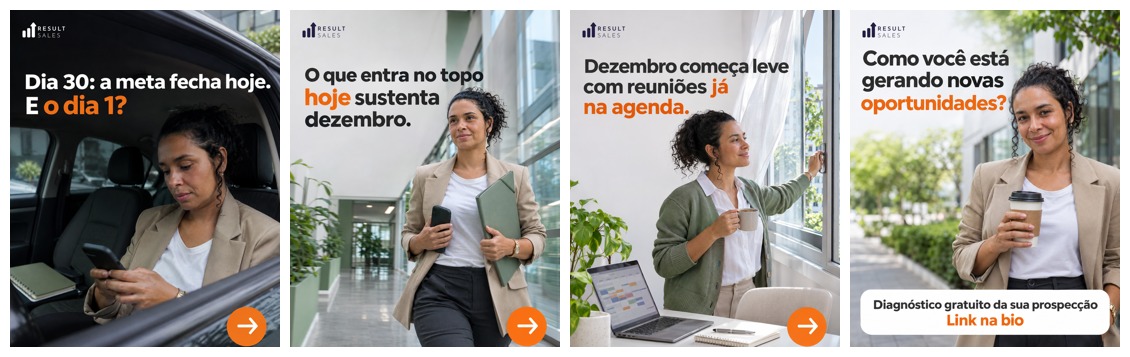 RESULT
SALES
Dia 30: a meta fecha hoje.
E o dia 1?
RESULT
SALES
O que entra no topo
hoje sustenta
dezembro.
RESULT
SALES
Dezembro começa leve
com reuniões já
na agenda.
RESULT
SALES
Como você está
gerando novas
oportunidades?
Diagnóstico gratuito da sua prospecção
Link na bio